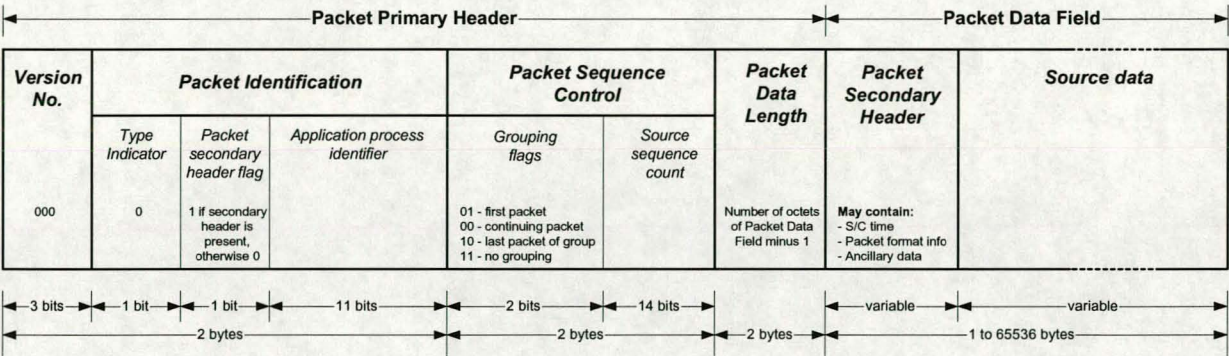 Packet Primary Header
Packet Data Field
Version No.
Packet Identification
Packet Sequence Control
Packet Data Length
Packet Secondary Header
Source data
Type Indicator
Packet secondary header flag
Application process identifier
Grouping flags
Source sequence count
000
0
1 if secondary header is present, otherwise 0
01 - first packet
00 - continuing packet
10 - last packet of group
11 - no grouping
Number of octets of Packet Data Field minus 1
May contain:
- S/C time
- Packet format info
- Ancillary data
3 bits
1 bit
1 bit
11 bits
2 bits
14 bits
variable
variable
2 bytes
2 bytes
2 bytes
1 to 65536 bytes